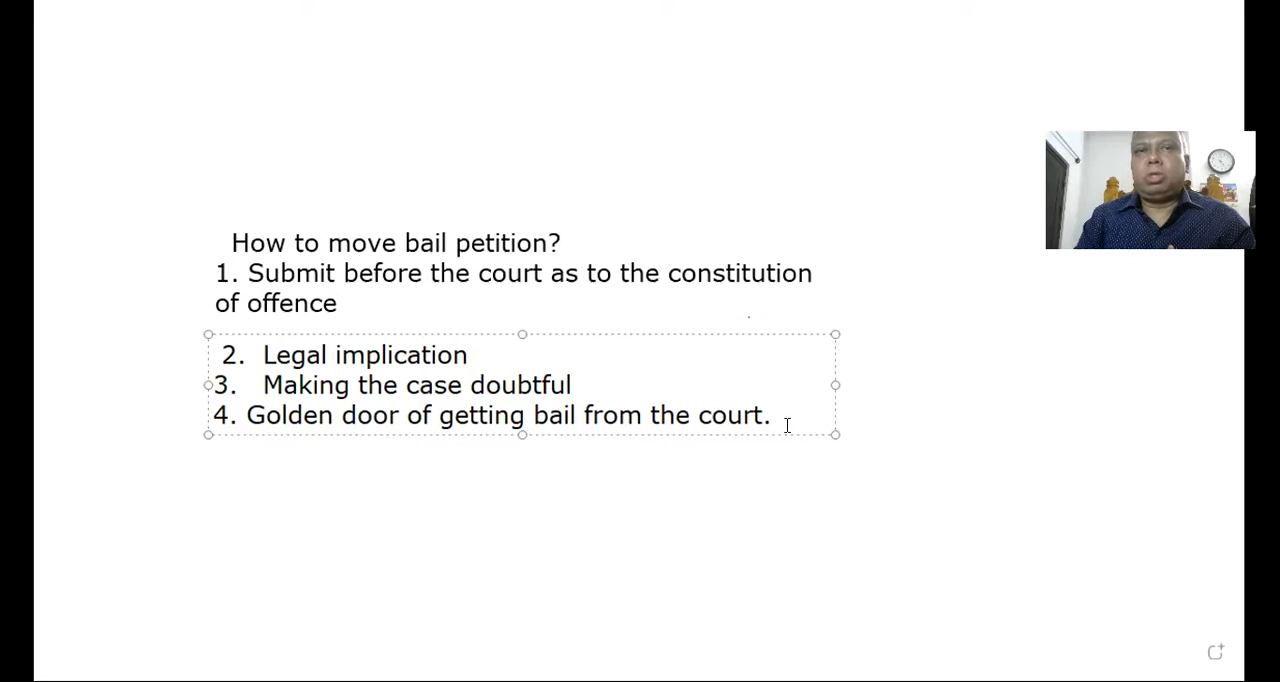 How to move bail petition?
1. Submit before the court as to the constitution
of offence
2. Legal implication
3. Making the case doubtful
4. Golden door of getting bail from the court.